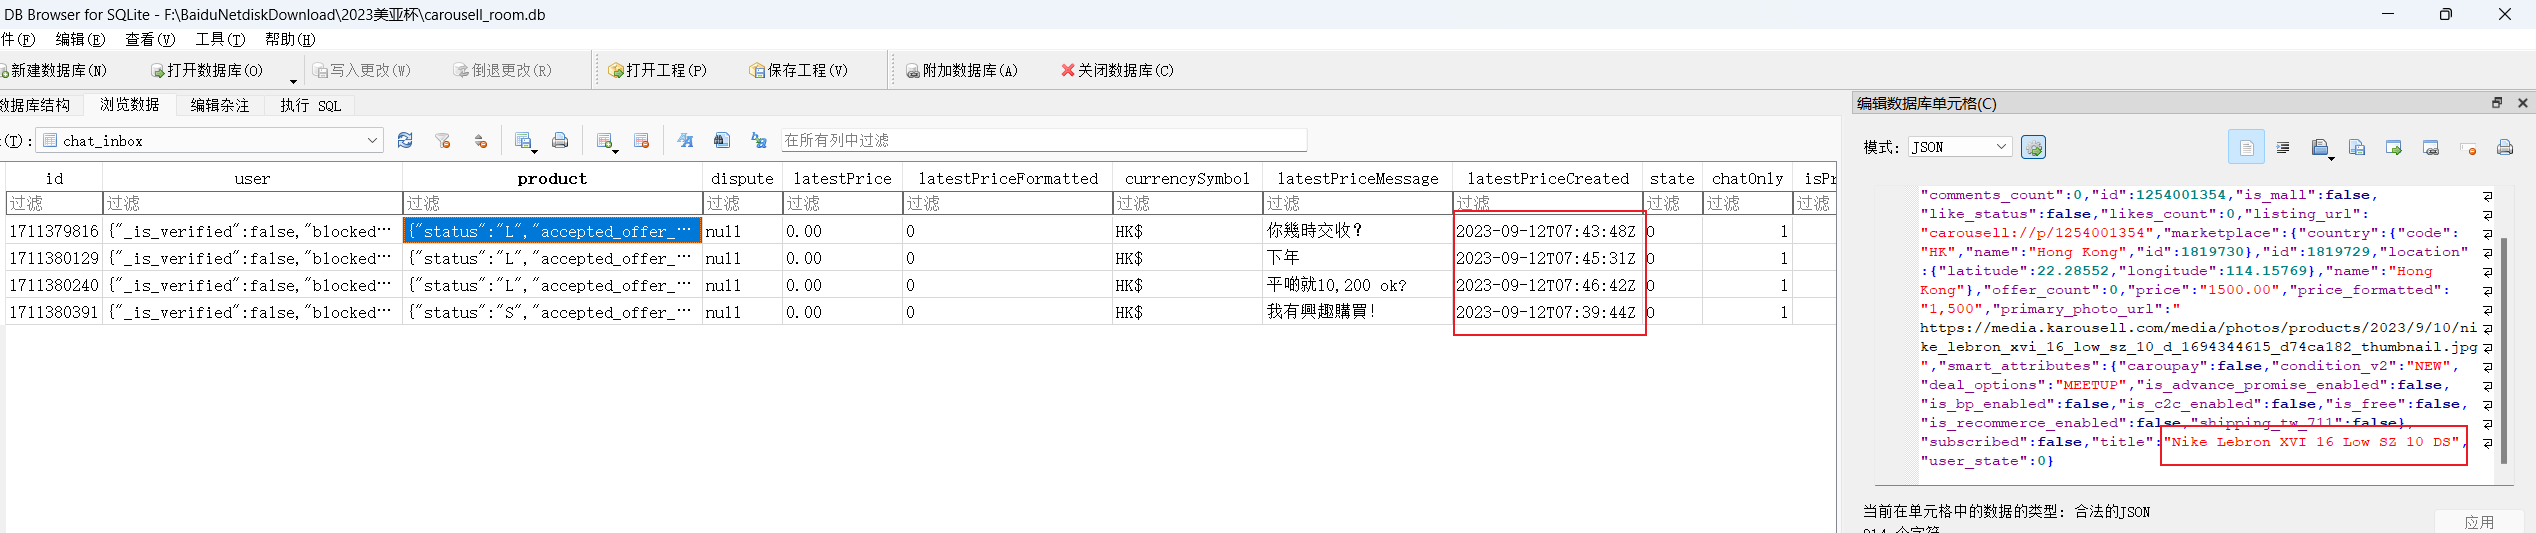 DB Browser for SQLite - F:\BaiduNetdiskDownload\2023美亚杯\carousell_room.db
件(F) 编辑(E) 查看(V) 工具(T) 帮助(H)
新建数据库(N) 打开数据库(O) 写入更改(W) 倒退更改(R) 打开工程(P) 保存工程(V) 附加数据库(A) 关闭数据库(C)
数据库结构 浏览数据 编辑杂注 执行 SQL
(T): chat_inbox 在所有列中过滤
id user product dispute latestPrice latestPriceFormatted currencySymbol latestPriceMessage latestPriceCreated state chatOnly isPr
过滤 过滤 过滤 过滤 过滤 过滤 过滤 过滤 过滤 过滤 过滤 过滤
1711379816 {"_is_verified":false,"blocked… {"status":"L","accepted_offer_… null 0.00 0 HK$ 你幾時交收? 2023-09-12T07:43:48Z 0 1
1711380129 {"_is_verified":false,"blocked… {"status":"L","accepted_offer_… null 0.00 0 HK$ 下年 2023-09-12T07:45:31Z 0 1
1711380240 {"_is_verified":false,"blocked… {"status":"L","accepted_offer_… null 0.00 0 HK$ 平啲就10,200 ok? 2023-09-12T07:46:42Z 0 1
1711380391 {"_is_verified":false,"blocked… {"status":"S","accepted_offer_… null 0.00 0 HK$ 我有興趣購買! 2023-09-12T07:39:44Z 0 1
编辑数据库单元格(C)
模式: JSON
"comments_count":0,"id":1254001354,"is_mall":false,
"like_status":false,"likes_count":0,"listing_url":
"carousell://p/1254001354","marketplace":{"country":{"code":
"HK","name":"Hong Kong","id":1819730},"id":1819729,"location"
:{"latitude":22.28552,"longitude":114.15769},"name":"Hong
Kong"},"offer_count":0,"price":"1500.00","price_formatted":
"1,500","primary_photo_url":"
https://media.karousell.com/media/photos/products/2023/9/10/ni
ke_lebron_xvi_16_low_sz_10_d_1694344615_d74ca182_thumbnail.jpg
","smart_attributes":{"caroupay":false,"condition_v2":"NEW",
"deal_options":"MEETUP","is_advance_promise_enabled":false,
"is_bp_enabled":false,"is_c2c_enabled":false,"is_free":false,
"is_recommerce_enabled":false,"shipping_tw_711":false},
"subscribed":false,"title":"Nike Lebron XVI 16 Low SZ 10 DS",
"user_state":0}
当前在单元格中的数据的类型: 合法的JSON
应用